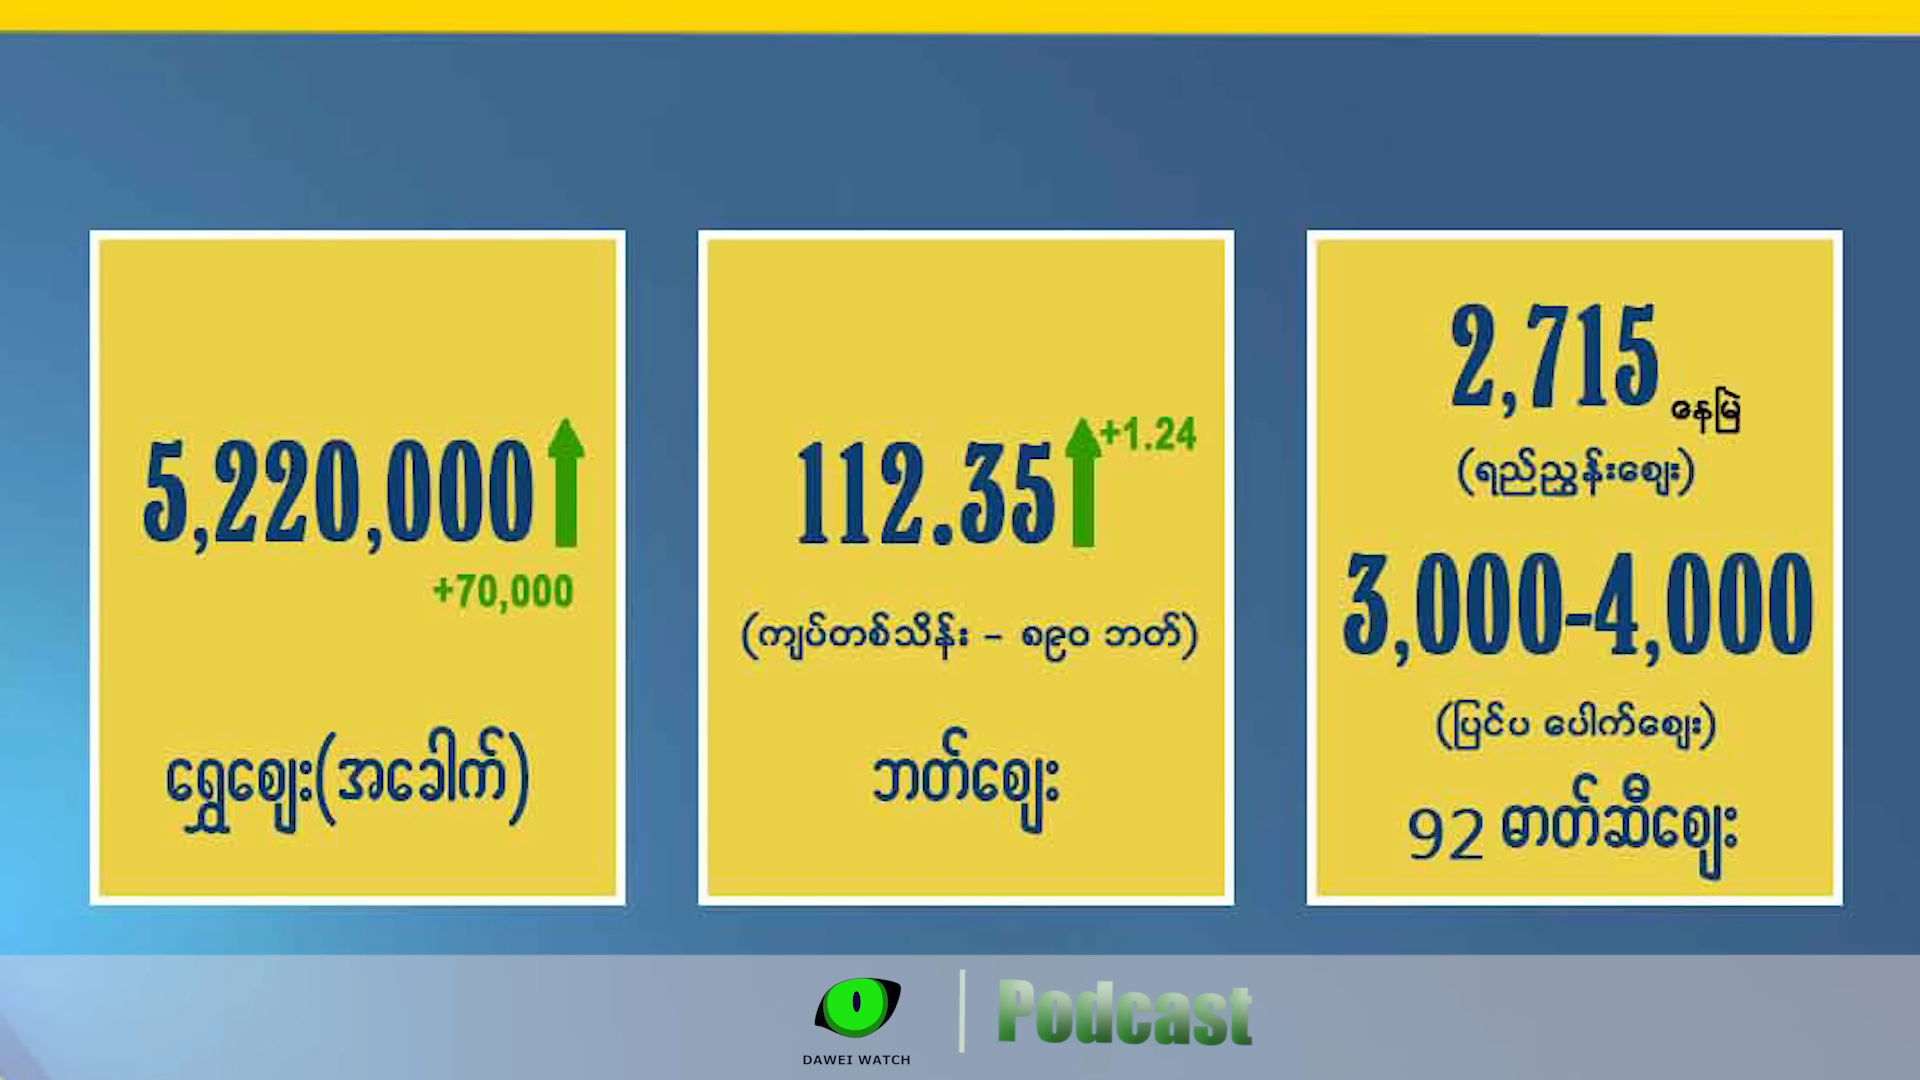 5,220,000
+70,000
ရွှေဈေး(အခေါက်)
112.35 +1.24
(ကျပ်တစ်သိန်း - ၈၉၀ ဘတ်)
ဘတ်ဈေး
2,715 နေမြဲ
(ရည်ညွှန်းဈေး)
3,000-4,000
(ပြင်ပ ပေါက်ဈေး)
92 ဓာတ်ဆီဈေး
DAWEI WATCH
Podcast